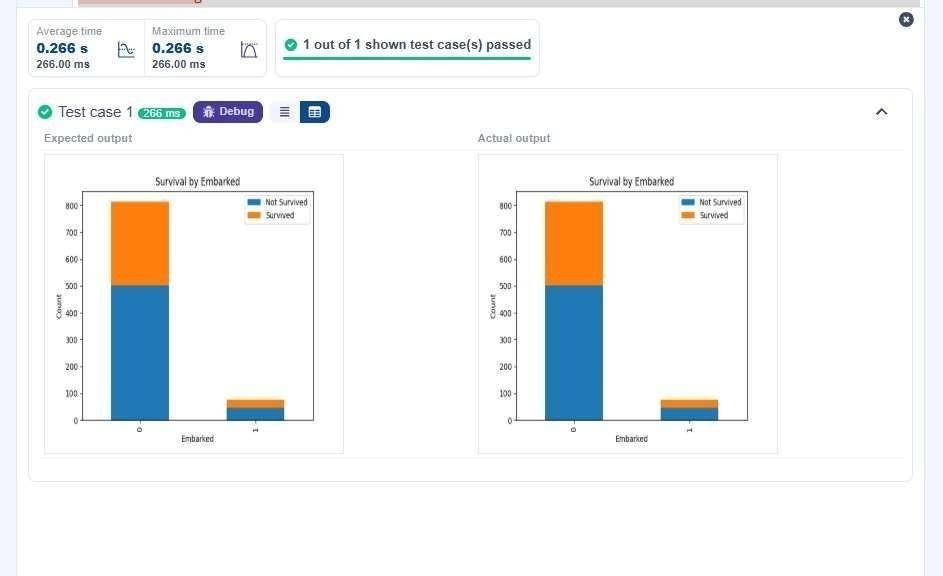 Average time
0.266 s
266.00 ms
Maximum time
0.266 s
266.00 ms
1 out of 1 shown test case(s) passed
Test case 1 266 ms Debug
Expected output
Survival by Embarked
Not Survived
Survived
800
700
600
500
400
300
200
100
0
Count
0
1
Embarked
Actual output
Survival by Embarked
Not Survived
Survived
800
700
600
500
400
300
200
100
0
Count
0
1
Embarked